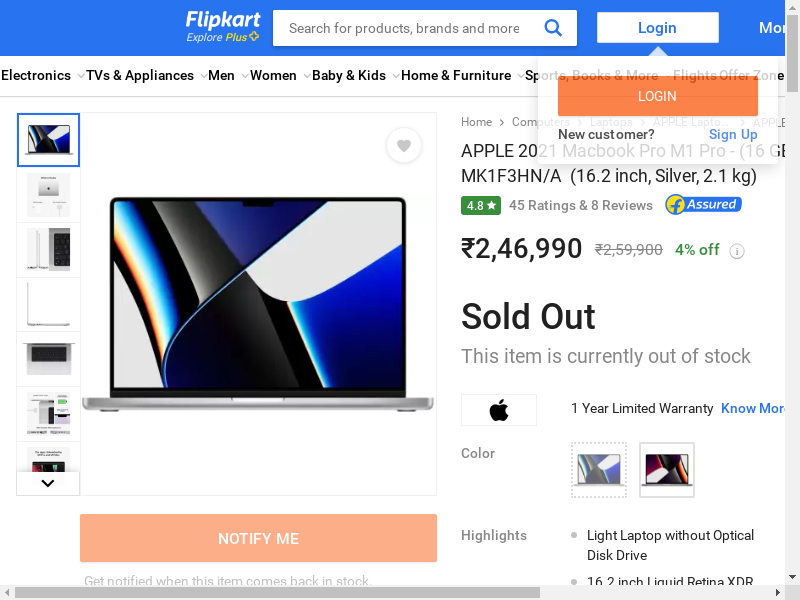 Flipkart
Explore Plus
Search for products, brands and more
Login
Mor
Electronics
TVs & Appliances
Men
Women
Baby & Kids
Home & Furniture
Sports, Books & More
Flights
Offer Zone
LOGIN
New customer?
Sign Up
Home
Computers
Laptops
APPLE Lapto...
APPLE
APPLE 2021 Macbook Pro M1 Pro - (16 GB
MK1F3HN/A (16.2 inch, Silver, 2.1 kg)
4.8
45 Ratings & 8 Reviews
Assured
₹2,46,990
₹2,59,900
4% off
Sold Out
This item is currently out of stock
1 Year Limited Warranty
Know More
Color
Highlights
Light Laptop without Optical
Disk Drive
16.2 inch Liquid Retina XDR
NOTIFY ME
Get notified when this item comes back in stock.